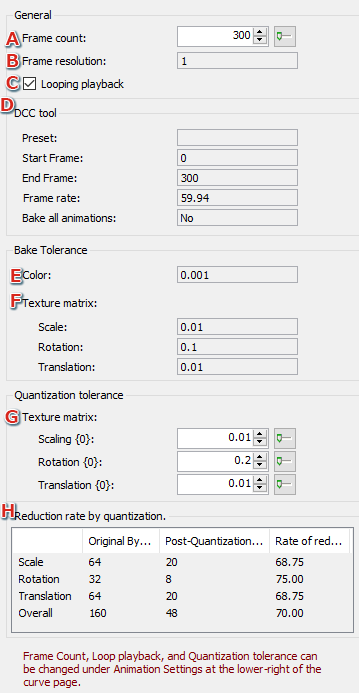 General
A Frame count: 300
B Frame resolution: 1
C Looping playback
D
DCC tool
Preset:
Start Frame: 0
End Frame: 300
Frame rate: 59.94
Bake all animations: No
Bake Tolerance
E Color: 0.001
F Texture matrix:
Scale: 0.01
Rotation: 0.1
Translation: 0.01
Quantization tolerance
G Texture matrix:
Scaling {0}: 0.01
Rotation {0}: 0.2
Translation {0}: 0.01
H Reduction rate by quantization.
Original By... Post-Quantization... Rate of red...
Scale 64 20 68.75
Rotation 32 8 75.00
Translation 64 20 68.75
Overall 160 48 70.00
Frame Count, Loop playback, and Quantization tolerance can
be changed under Animation Settings at the lower-right of the
curve page.